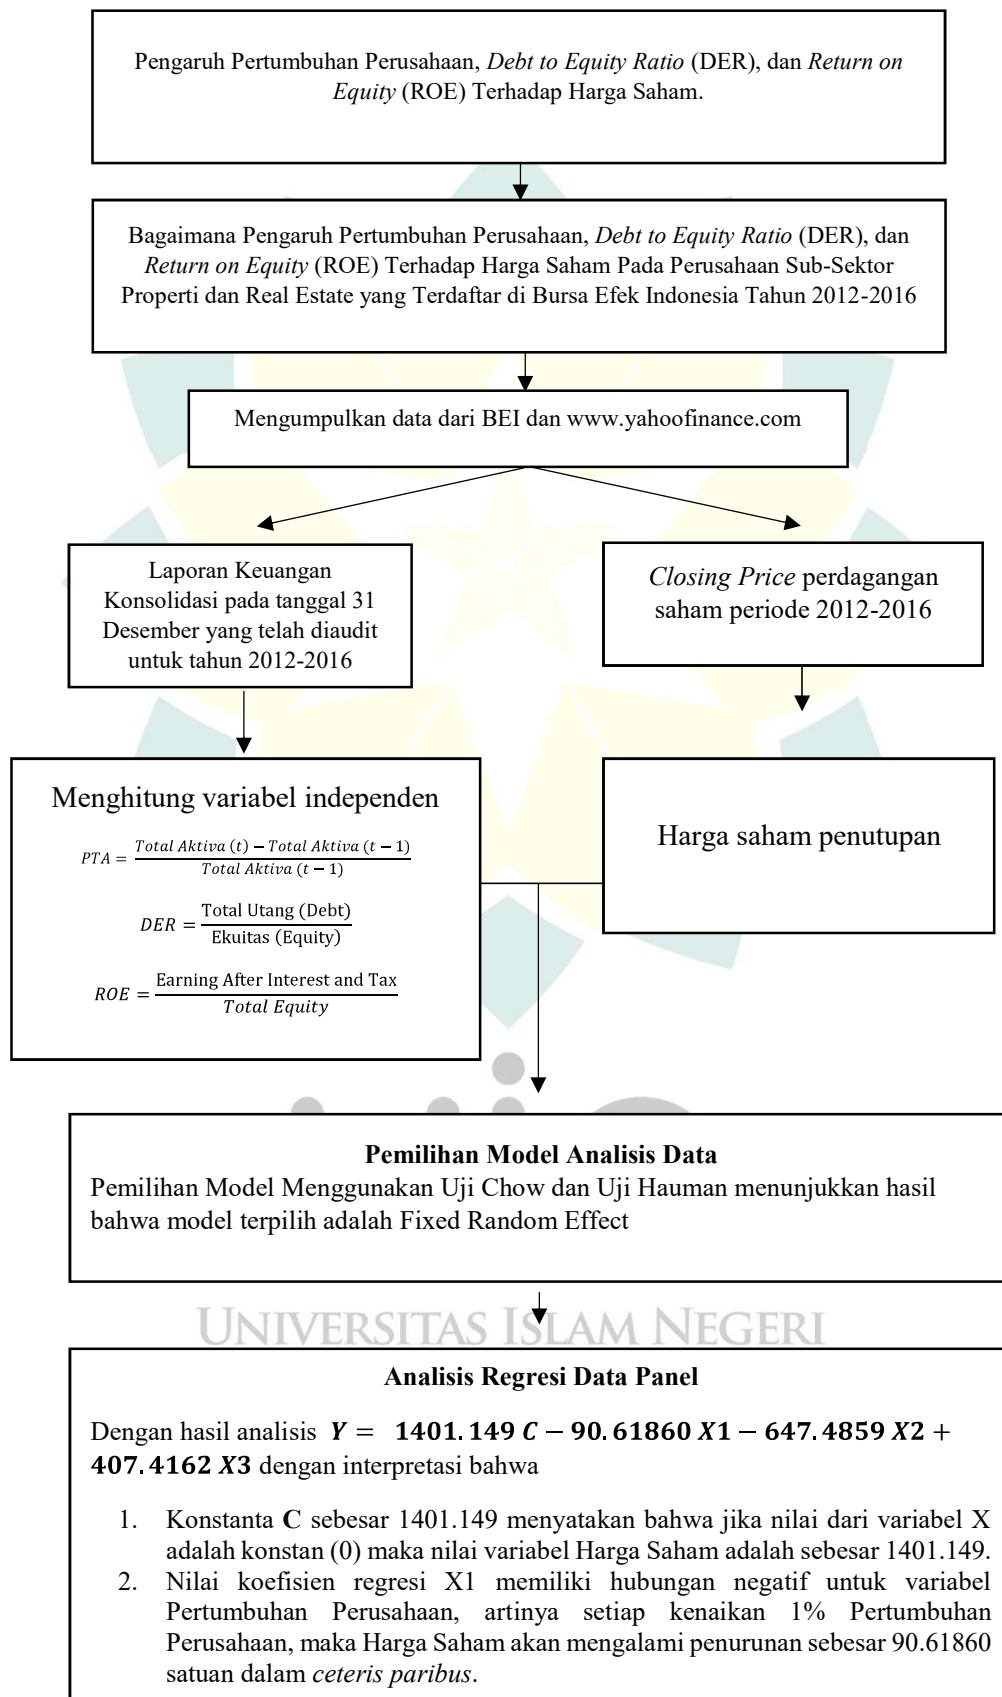 Pengaruh Pertumbuhan Perusahaan, Debt to Equity Ratio (DER), dan Return on
Equity (ROE) Terhadap Harga Saham.
Bagaimana Pengaruh Pertumbuhan Perusahaan, Debt to Equity Ratio (DER), dan
Return on Equity (ROE) Terhadap Harga Saham Pada Perusahaan Sub-Sektor
Properti dan Real Estate yang Terdaftar di Bursa Efek Indonesia Tahun 2012-2016
Mengumpulkan data dari BEI dan www.yahoofinance.com
Laporan Keuangan
Konsolidasi pada tanggal 31
Desember yang telah diaudit
untuk tahun 2012-2016
Closing Price perdagangan
saham periode 2012-2016
Menghitung variabel independen
PTA = Total Aktiva (t) − Total Aktiva (t − 1)
Total Aktiva (t − 1)
DER = Total Utang (Debt)
Ekuitas (Equity)
ROE = Earning After Interest and Tax
Total Equity
Harga saham penutupan
Pemilihan Model Analisis Data
Pemilihan Model Menggunakan Uji Chow dan Uji Hauman menunjukkan hasil
bahwa model terpilih adalah Fixed Random Effect
UNIVERSITAS ISLAM NEGERI
Analisis Regresi Data Panel
Dengan hasil analisis Y = 1401.149 C − 90.61860 X1 − 647.4859 X2 +
407.4162 X3 dengan interpretasi bahwa
1. Konstanta C sebesar 1401.149 menyatakan bahwa jika nilai dari variabel X
adalah konstan (0) maka nilai variabel Harga Saham adalah sebesar 1401.149.
2. Nilai koefisien regresi X1 memiliki hubungan negatif untuk variabel
Pertumbuhan Perusahaan, artinya setiap kenaikan 1% Pertumbuhan
Perusahaan, maka Harga Saham akan mengalami penurunan sebesar 90.61860
satuan dalam ceteris paribus.